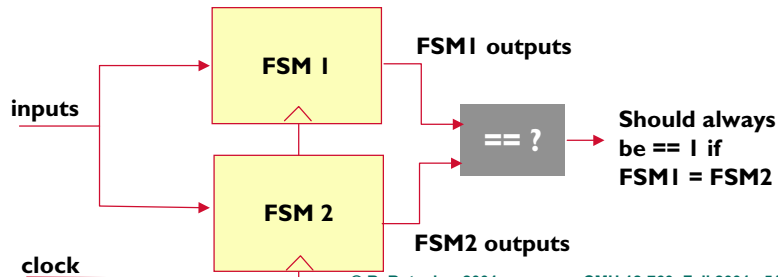 FSM1 outputs
FSM 1
inputs
== ?
Should always
be == 1 if
FSM1 = FSM2
FSM 2
FSM2 outputs
clock